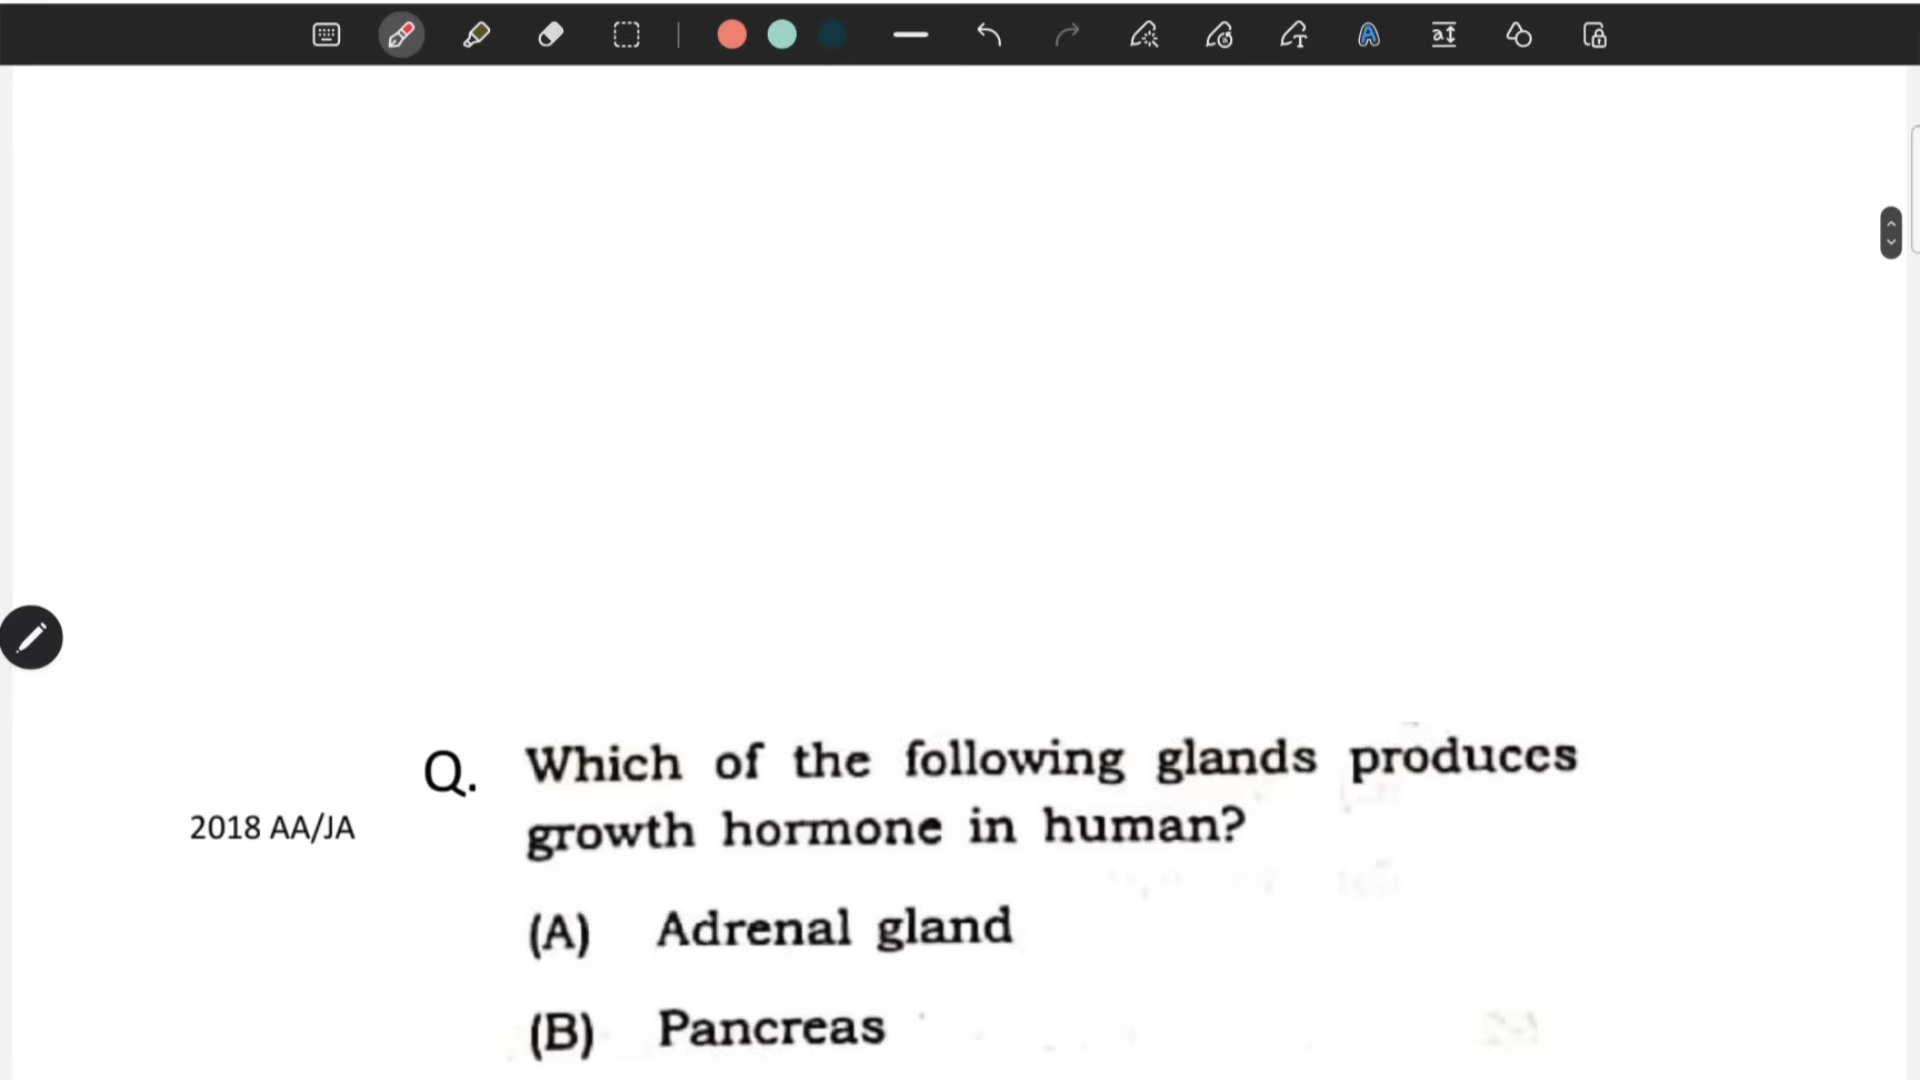 Q. Which of the following glands produces
growth hormone in human?
2018 AA/JA
(A) Adrenal gland
(B) Pancreas